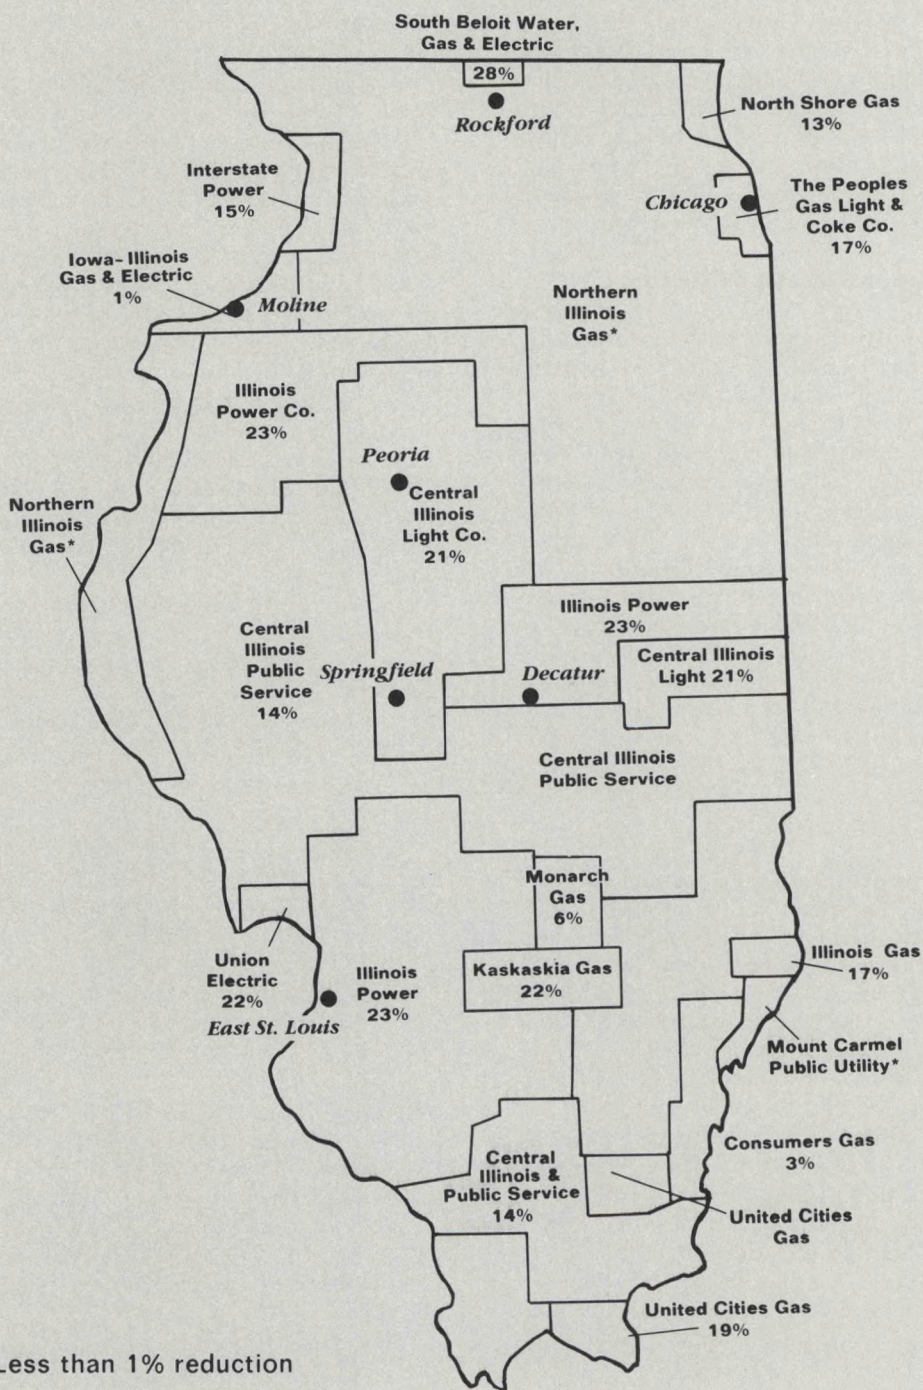 South Beloit Water,
Gas & Electric
28%
Rockford
North Shore Gas
13%
Interstate
Power
15%
Chicago
The Peoples
Gas Light &
Coke Co.
17%
Iowa-Illinois
Gas & Electric
1%
Moline
Northern
Illinois
Gas*
Illinois
Power Co.
23%
Peoria
Central
Illinois
Light Co.
21%
Northern
Illinois
Gas*
Illinois Power
23%
Central
Illinois
Public
Service
14%
Springfield
Decatur
Central Illinois
Light 21%
Central Illinois
Public Service
Monarch
Gas
6%
Union
Electric
22%
East St. Louis
Illinois
Power
23%
Kaskaskia Gas
22%
Illinois Gas
17%
Mount Carmel
Public Utility*
Consumers Gas
3%
Central
Illinois &
Public Service
14%
United Cities
Gas
United Cities Gas
19%
Less than 1% reduction